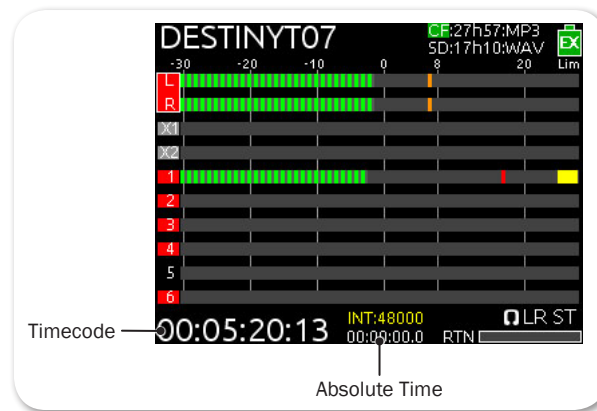 DESTINYT07
CF:27h57:MP3
SD:17h10:WAV
EX
-30 -20 -10 0 8 20 Lim
L
R
X1
X2
1
2
3
4
5
6
Timecode
00:05:20:13
INT:48000
00:00:00.0
LR ST
RTN
Absolute Time